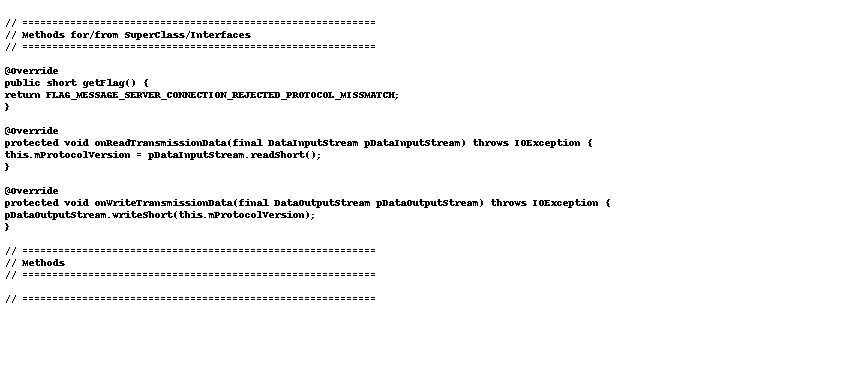 // ===========================================================
// Methods for/from SuperClass/Interfaces
// ===========================================================
@Override
public short getFlag() {
return FLAG_MESSAGE_SERVER_CONNECTION_REJECTED_PROTOCOL_MISSMATCH;
}
@Override
protected void onReadTransmissionData(final DataInputStream pDataInputStream) throws IOException {
this.mProtocolVersion = pDataInputStream.readShort();
}
@Override
protected void onWriteTransmissionData(final DataOutputStream pDataOutputStream) throws IOException {
pDataOutputStream.writeShort(this.mProtocolVersion);
}
// ===========================================================
// Methods
// ===========================================================
// ===========================================================